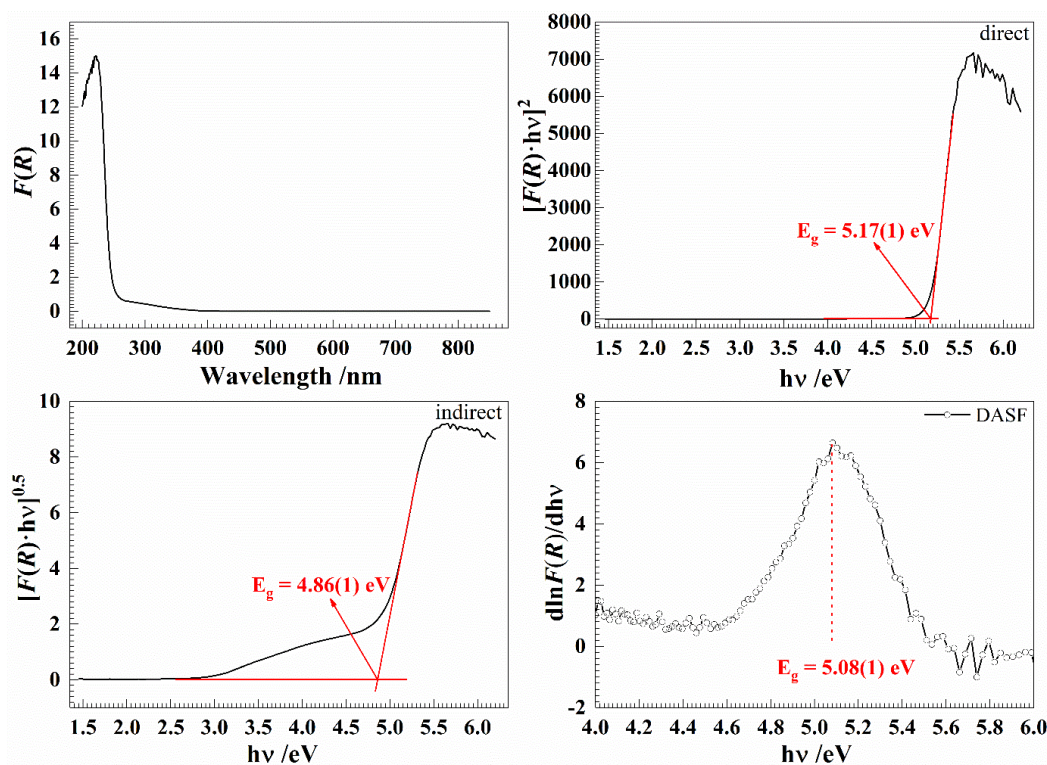 16
14
12
10
8
6
4
2
0
F(R)
200 300 400 500 600 700 800
Wavelength /nm
direct
8000
7000
6000
5000
4000
3000
2000
1000
0
[F(R)·hν]²
E_g = 5.17(1) eV
1.5 2.0 2.5 3.0 3.5 4.0 4.5 5.0 5.5 6.0
hν /eV
indirect
10
8
6
4
2
0
[F(R)·hν]^0.5
E_g = 4.86(1) eV
1.5 2.0 2.5 3.0 3.5 4.0 4.5 5.0 5.5 6.0
hν /eV
DASF
8
6
4
2
0
-2
dlnF(R)/dhν
E_g = 5.08(1) eV
4.0 4.2 4.4 4.6 4.8 5.0 5.2 5.4 5.6 5.8 6.0
hν /eV